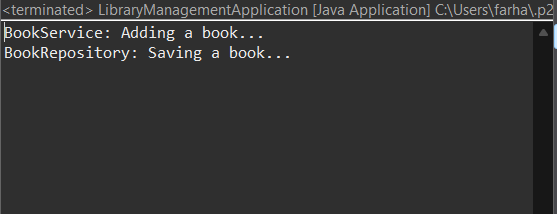 <terminated> LibraryManagementApplication [Java Application] C:\Users\farha\.p2
BookService: Adding a book...
BookRepository: Saving a book...